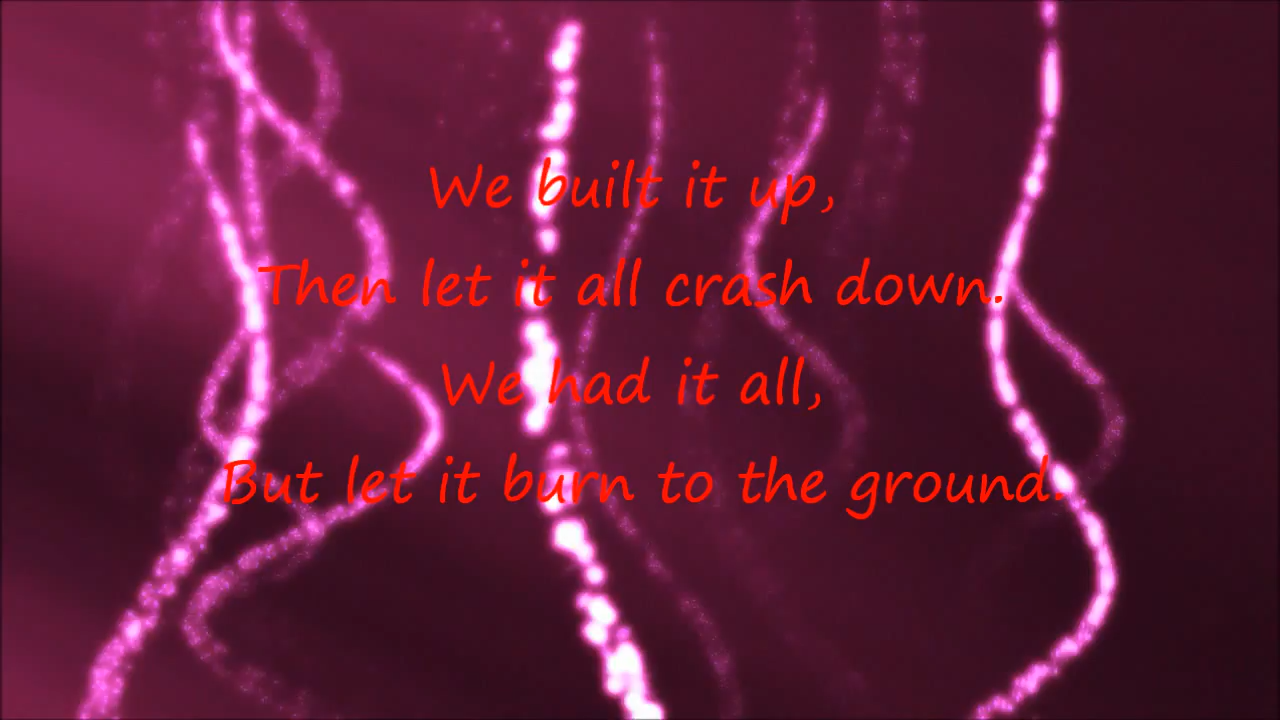 We built it up,
Then let it all crash down.
We had it all,
But let it burn to the ground.